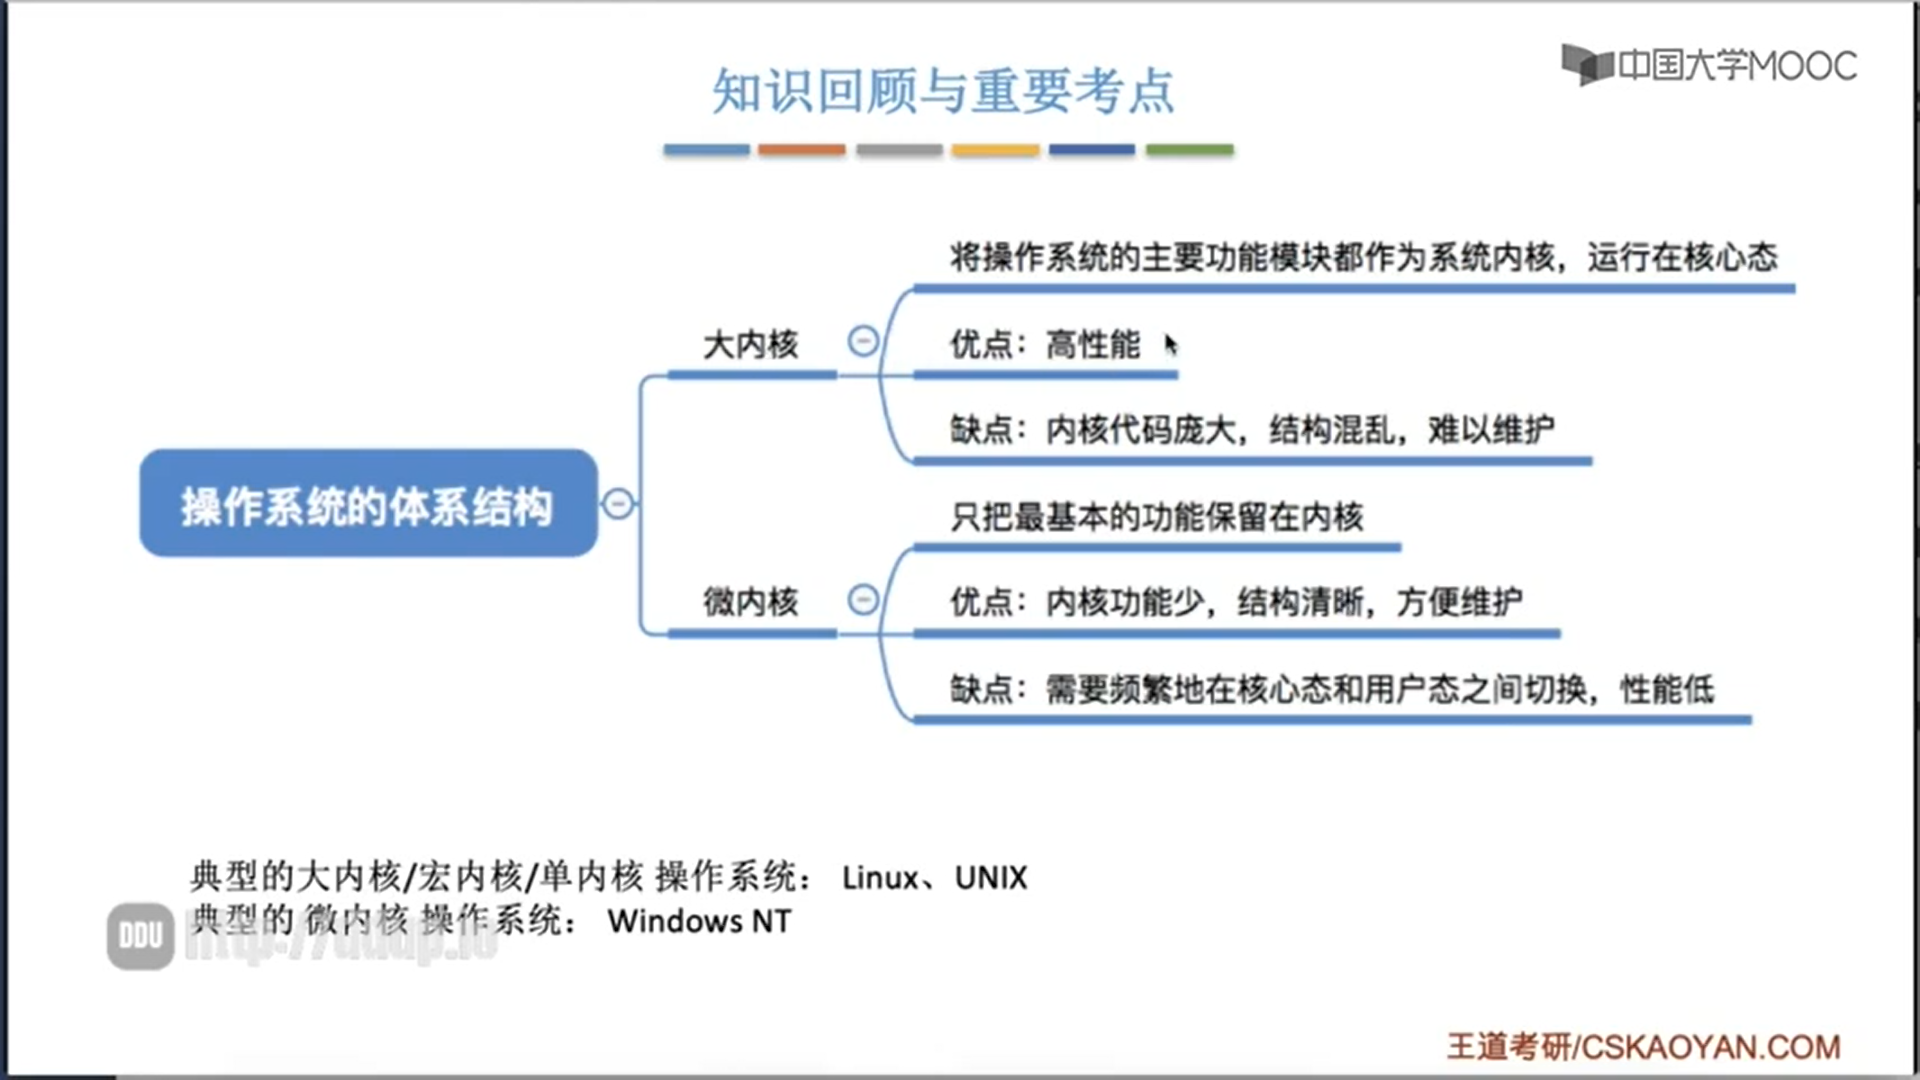 中国大学MOOC
知识回顾与重要考点
将操作系统的主要功能模块都作为系统内核，运行在核心态
大内核
优点：高性能
缺点：内核代码庞大，结构混乱，难以维护
操作系统的体系结构
只把最基本的功能保留在内核
微内核
优点：内核功能少，结构清晰，方便维护
缺点：需要频繁地在核心态和用户态之间切换，性能低
典型的大内核/宏内核/单内核 操作系统： Linux、UNIX
典型的 微内核 操作系统： Windows NT
DDU
王道考研/CSKAOYAN.COM